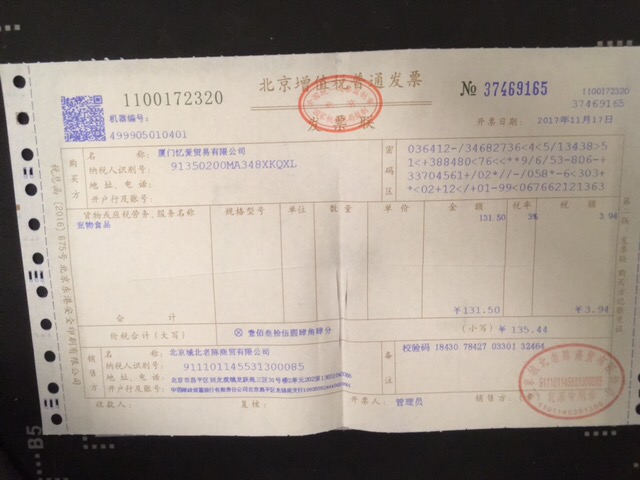 1100172320
北京增值税普通发票
发票联
№ 37469165
1100172320
37469165
机器编号:
499905010401
开票日期: 2017年11月17日
购买方
名 称: 厦门忆爱贸易有限公司
纳税人识别号: 91350200MA348XKQXL
地址、电话:
开户行及账号:
密码区
036412-/34682736<4<5/13438>51
<+388480<76<<**9/6/53-806-+
33704561/+02*//-/058*-6<303+
*<02+12</+01-99<067662121363
货物或应税劳务、服务名称 规格型号 单位 数量 单价 金额 税率 税额
宠物食品 131.50 3% 3.94
合 计 ¥131.50 ¥3.94
价税合计(大写) ⊗壹佰叁拾伍圆肆角肆分 (小写) ¥135.44
销售方
名 称: 北京城北老陈商贸有限公司
纳税人识别号: 911101145531300085
地址、电话:
开户行及账号:
备注
校验码 18430 78427 03301 32464
收款人: 复核: 开票人: 管理员 销售方: